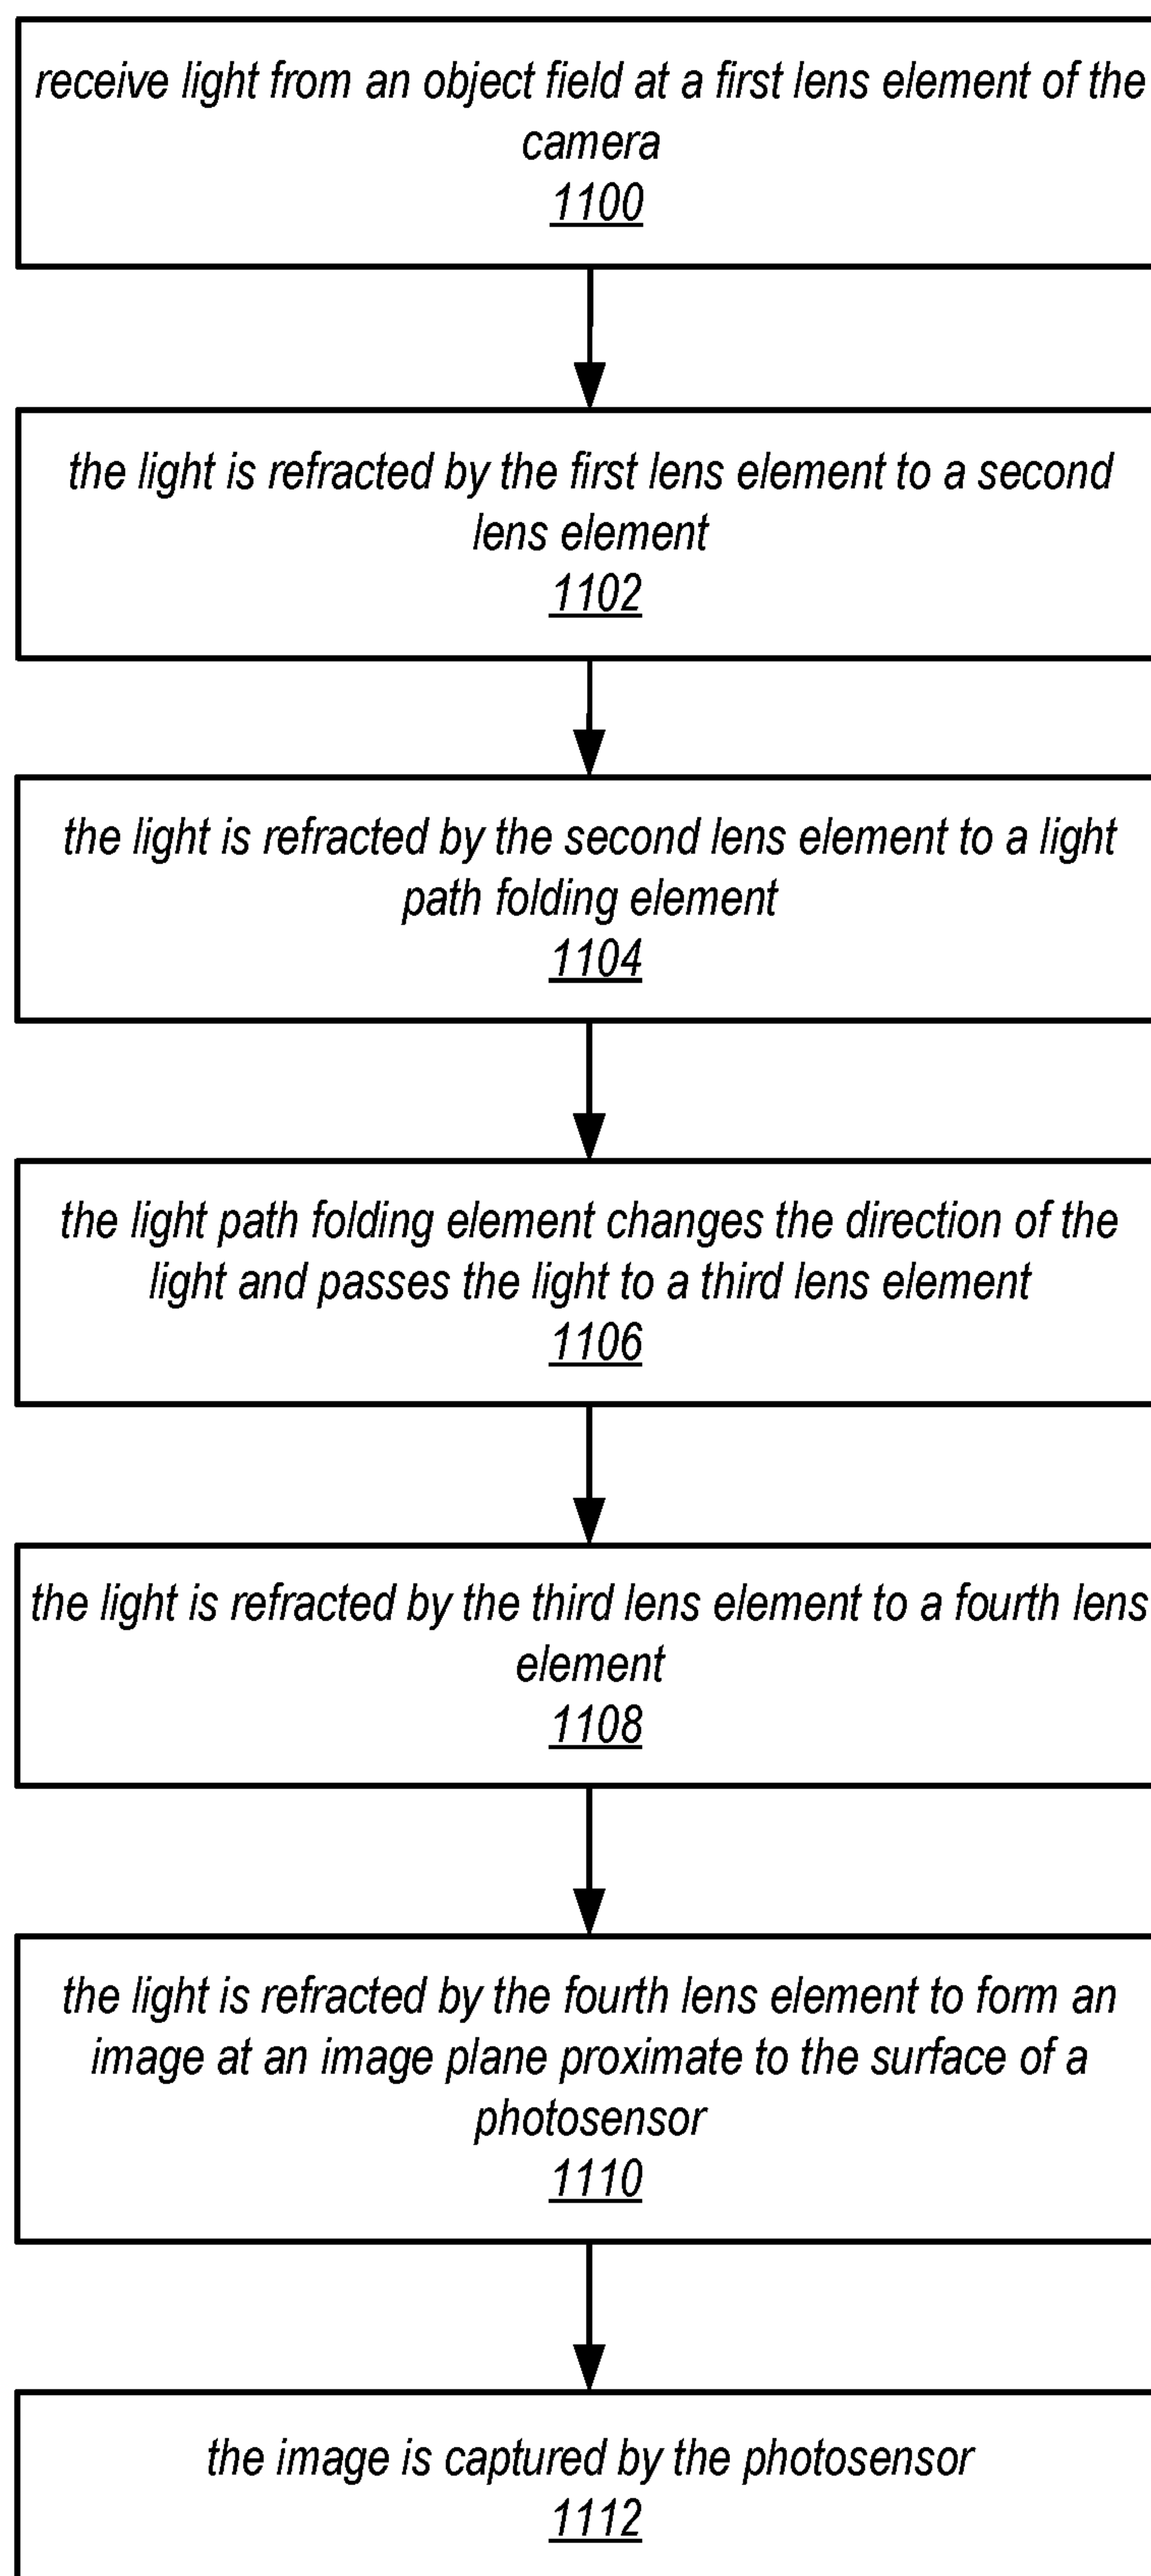 receive light from an object field at a first lens element of the
camera
1100
the light is refracted by the first lens element to a second
lens element
1102
the light is refracted by the second lens element to a light
path folding element
1104
the light path folding element changes the direction of the
light and passes the light to a third lens element
1106
the light is refracted by the third lens element to a fourth lens
element
1108
the light is refracted by the fourth lens element to form an
image at an image plane proximate to the surface of a
photosensor
1110
the image is captured by the photosensor
1112